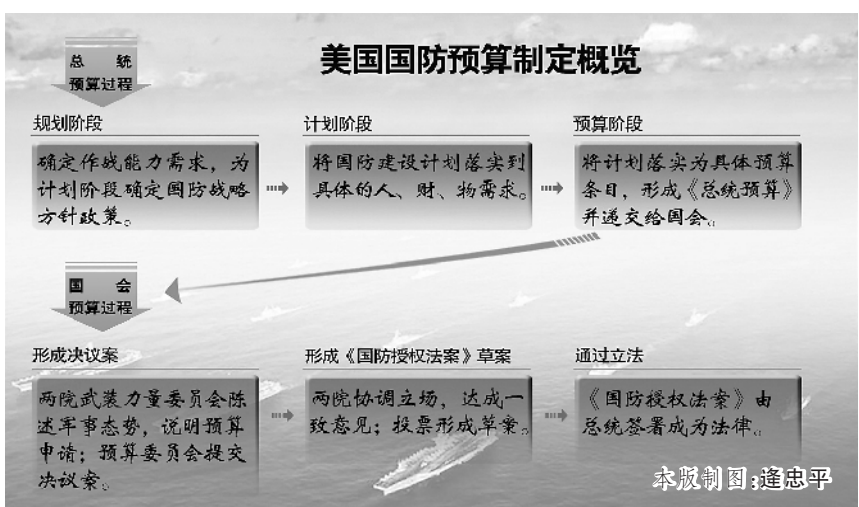 美国国防预算制定概览
总 统
预算过程
规划阶段
确定作战能力需求，为
计划阶段确定国防战略
方针政策。
计划阶段
将国防建设计划落实到
具体的人、财、物需求。
预算阶段
将计划落实为具体预算
条目，形成《总统预算》
并递交给国会。
国 会
预算过程
形成决议案
两院武装力量委员会陈
述军事态势，说明预算
申请；预算委员会提交
决议案。
形成《国防授权法案》草案
两院协调立场，达成一
致意见；投票形成草案。
通过立法
《国防授权法案》由
总统签署成为法律。
本版制图:逄忠平